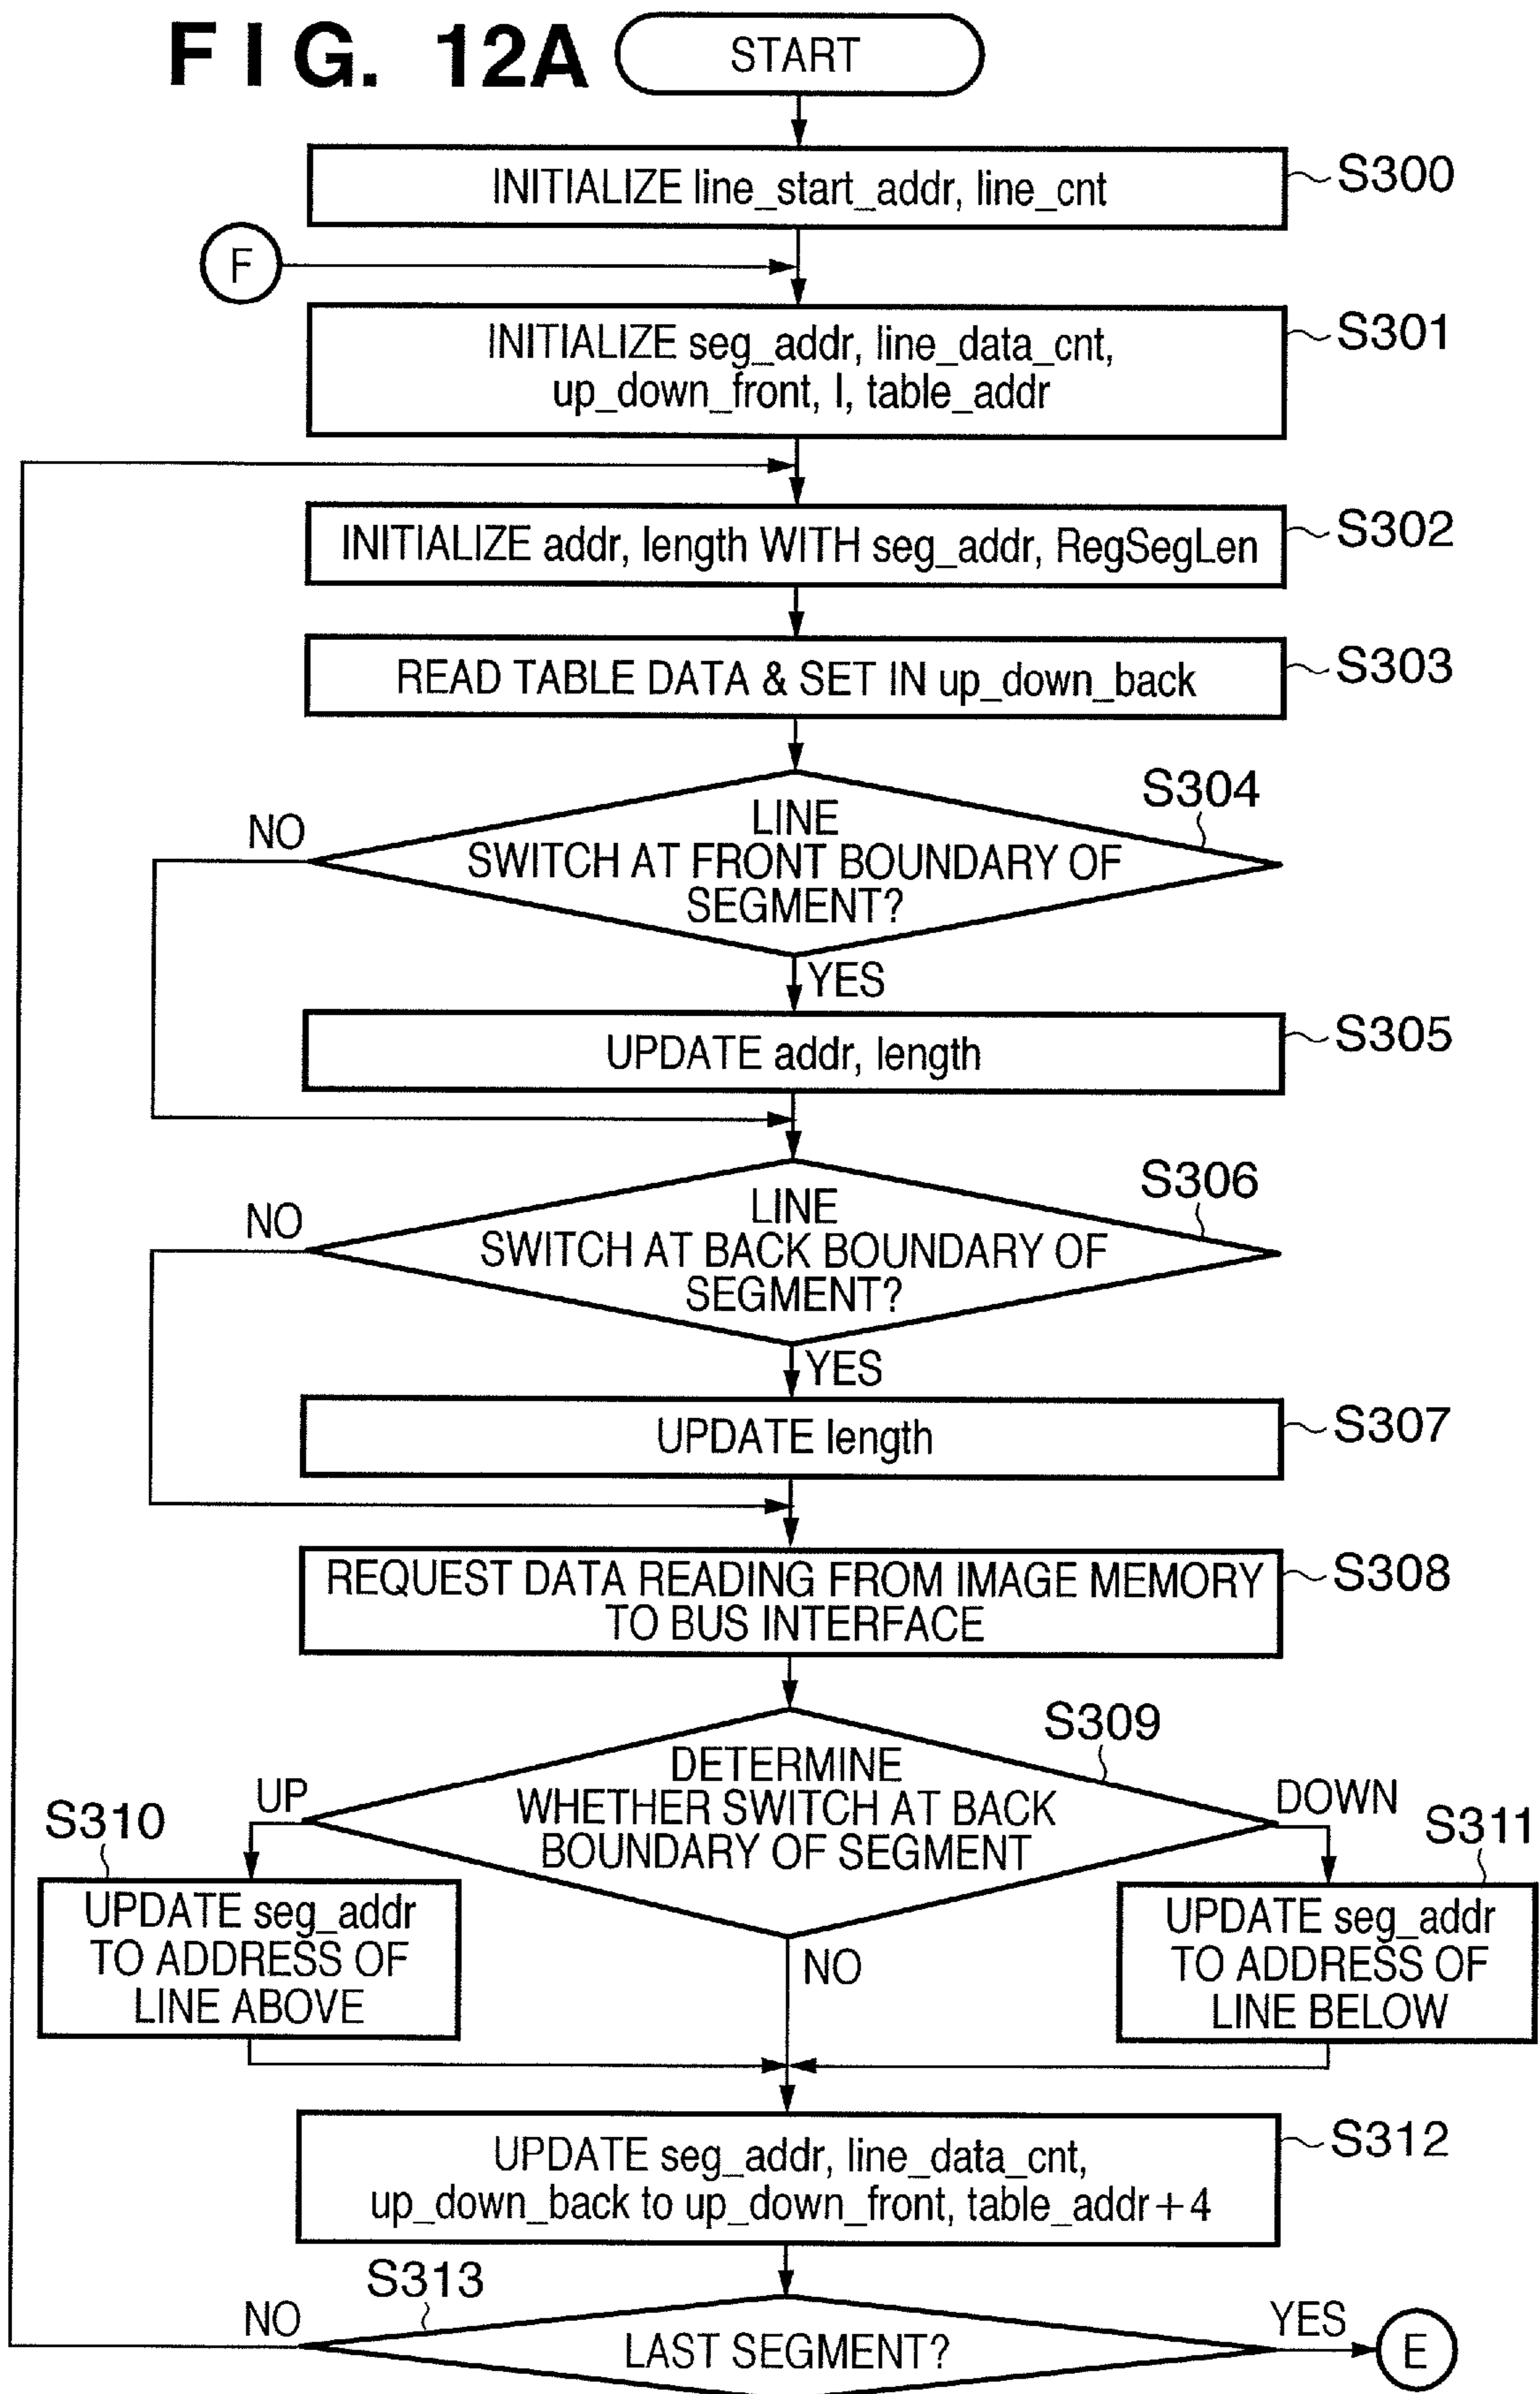 FIG. 12A
START
INITIALIZE line_start_addr, line_cnt
S300
F
INITIALIZE seg_addr, line_data_cnt,
up_down_front, I, table_addr
S301
INITIALIZE addr, length WITH seg_addr, RegSegLen
S302
READ TABLE DATA & SET IN up_down_back
S303
S304
NO
LINE
SWITCH AT FRONT BOUNDARY OF
SEGMENT?
YES
UPDATE addr, length
S305
S306
NO
LINE
SWITCH AT BACK BOUNDARY OF
SEGMENT?
YES
UPDATE length
S307
REQUEST DATA READING FROM IMAGE MEMORY
TO BUS INTERFACE
S308
S309
DETERMINE
WHETHER SWITCH AT BACK
BOUNDARY OF SEGMENT
UP
DOWN
S310
S311
UPDATE seg_addr
TO ADDRESS OF
LINE ABOVE
NO
UPDATE seg_addr
TO ADDRESS OF
LINE BELOW
UPDATE seg_addr, line_data_cnt,
up_down_back to up_down_front, table_addr+4
S312
S313
NO
LAST SEGMENT?
YES
E